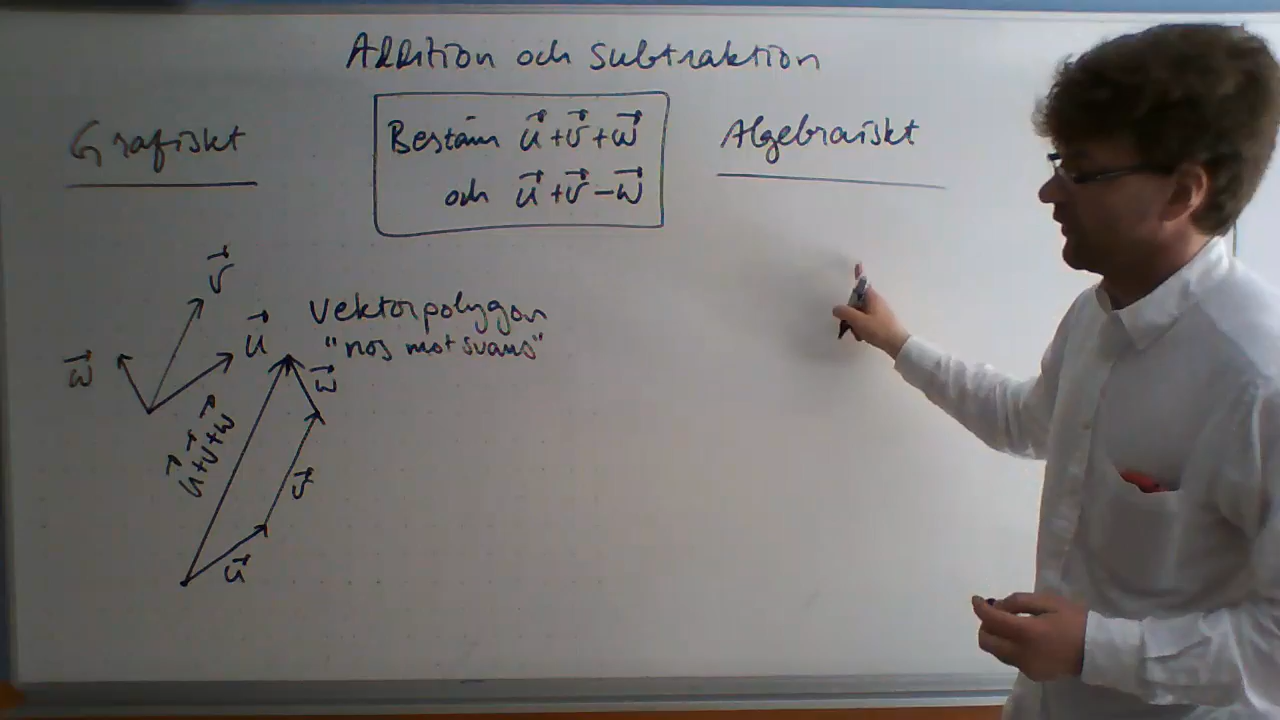 Addition och subtraktion
Grafiskt
Bestäm u⃗+v⃗+w⃗
och u⃗+v⃗-w⃗
Algebraiskt
v⃗
u⃗
w⃗
Vektorpolygon
"nos mot svans"
w⃗
u⃗+v⃗+w⃗
v⃗
u⃗